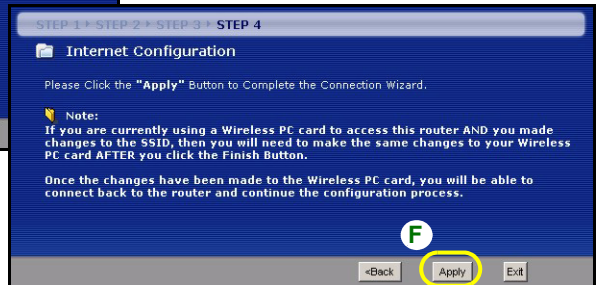 STEP 1 ▸ STEP 2 ▸ STEP 3 ▸ STEP 4
Internet Configuration
Please Click the "Apply" Button to Complete the Connection Wizard.
Note:
If you are currently using a Wireless PC card to access this router AND you made
changes to the SSID, then you will need to make the same changes to your Wireless
PC card AFTER you click the Finish Button.
Once the changes have been made to the Wireless PC card, you will be able to
connect back to the router and continue the configuration process.
F
<Back Apply Exit